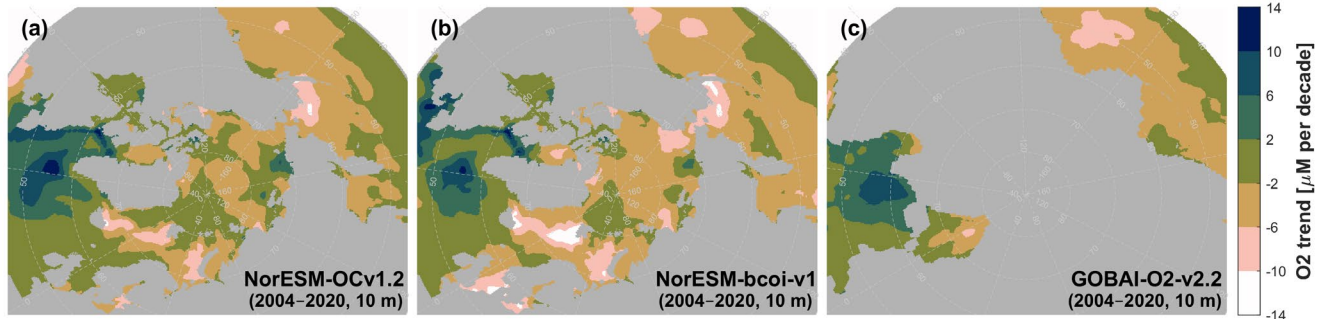 (a)
NorESM-OCv1.2
(2004–2020, 10 m)
(b)
NorESM-bcoi-v1
(2004–2020, 10 m)
(c)
GOBAI-O2-v2.2
(2004–2020, 10 m)
14
10
6
2
-2
-6
-10
-14
O2 trend [μM per decade]